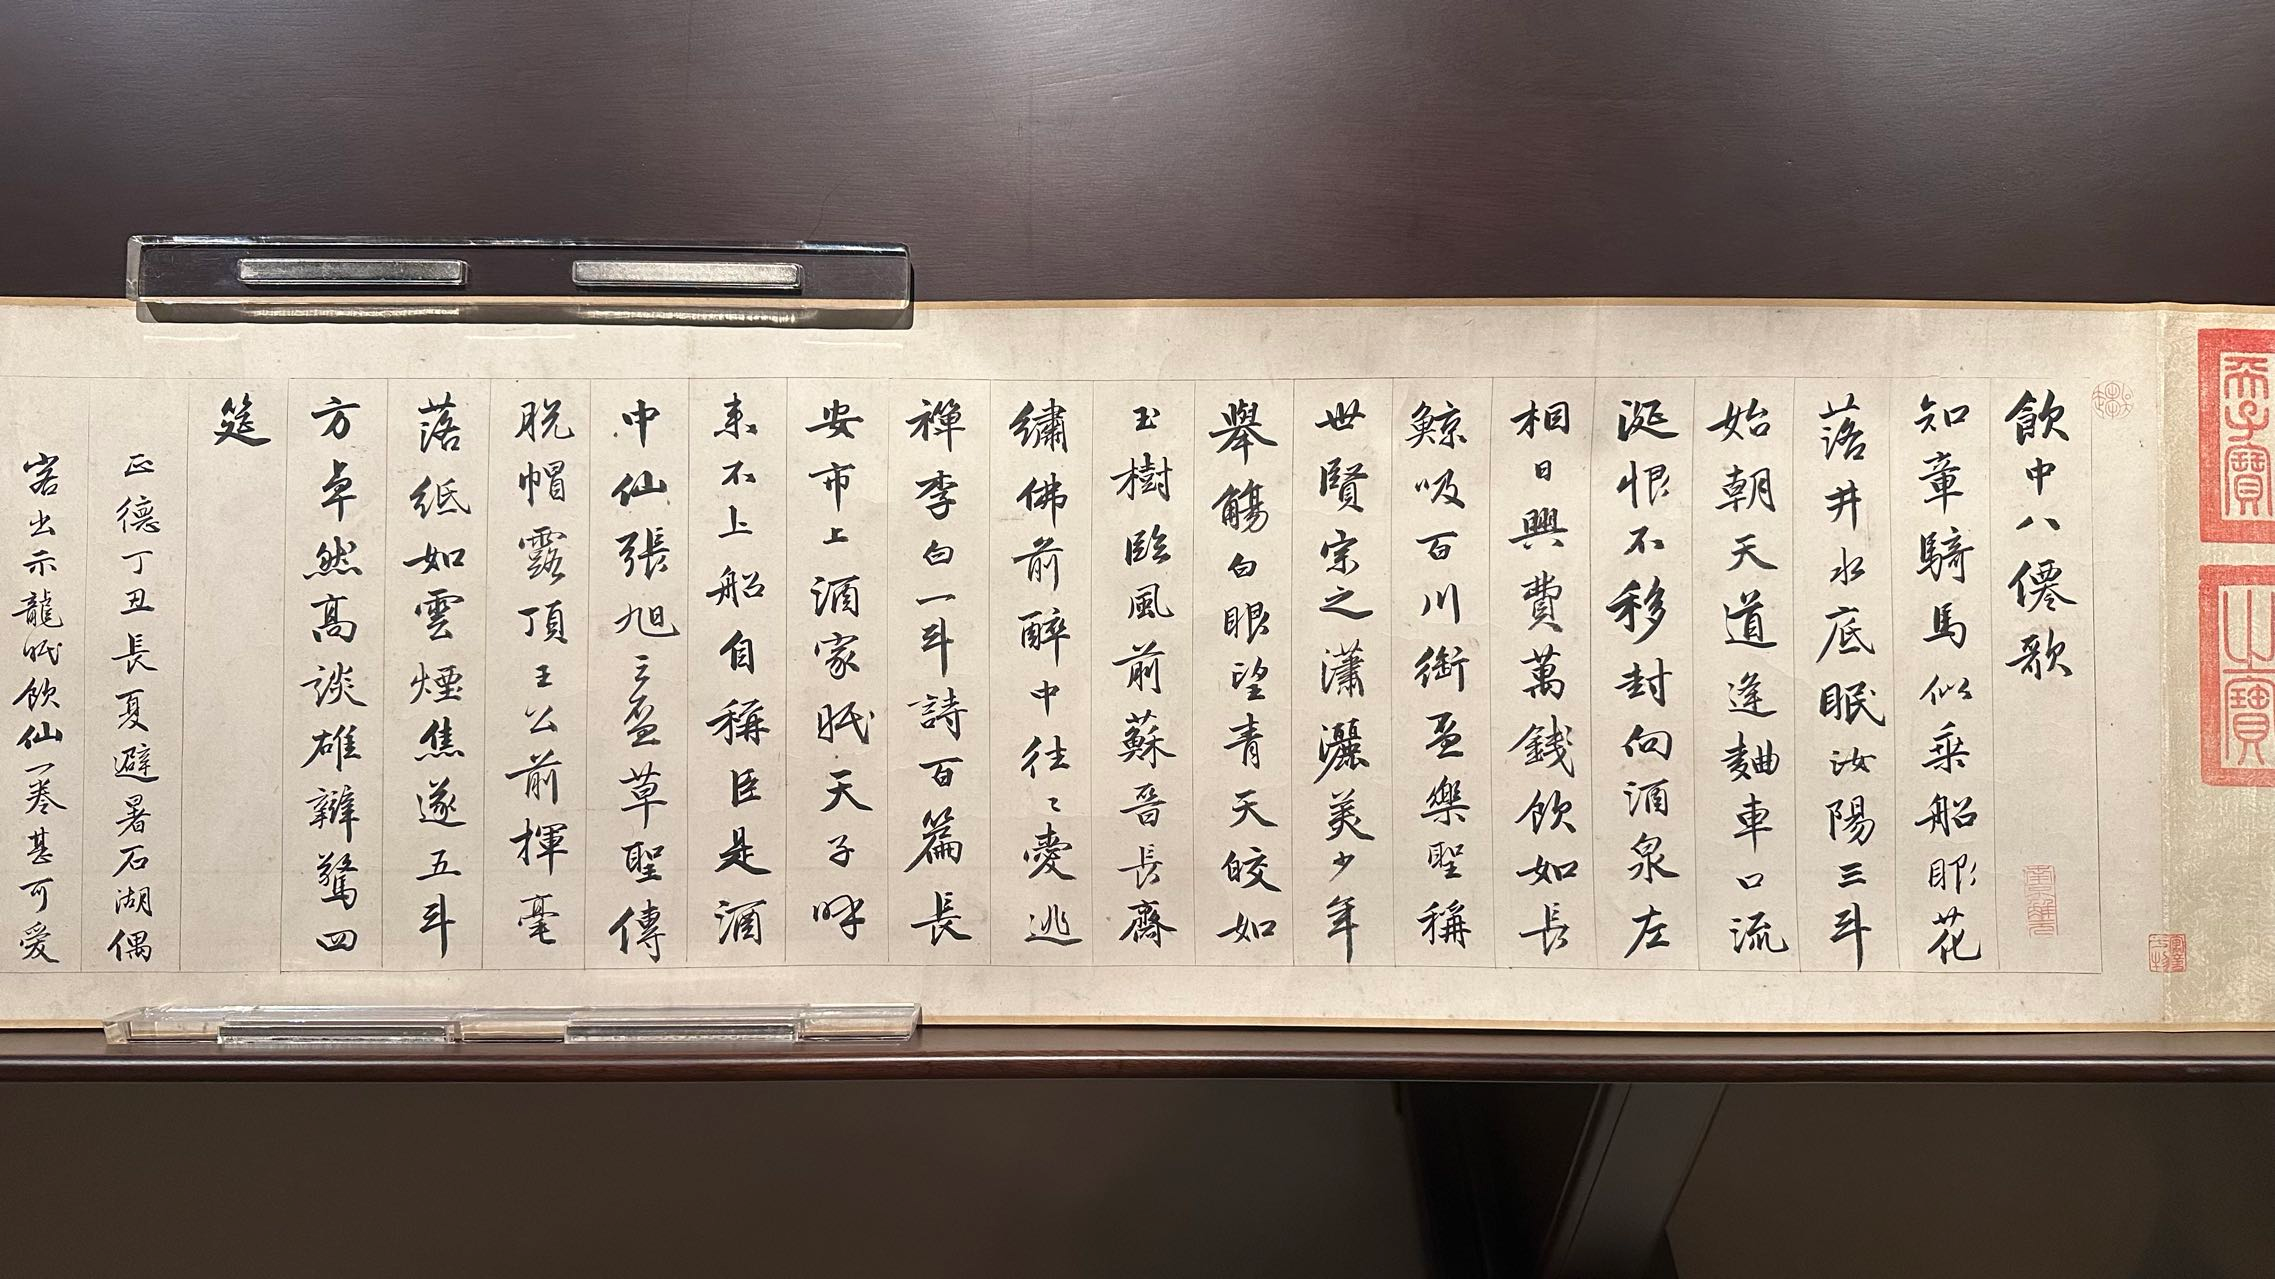 飲中八僊歌
知章騎馬似乗船眼花
落井水底眠汝陽三斗
始朝天道逢麯車口流
涎恨不移封向酒泉左
相日興費萬錢飲如長
鯨吸百川銜盃樂聖稱
世賢宗之瀟灑美少年
舉觴白眼望青天皎如
玉樹臨風前蘇晉長齋
繡佛前醉中往〻愛逃
禪李白一斗詩百篇長
安市上酒家眠天子呼
来不上船自稱臣是酒
中仙張旭三盃草聖傳
脫帽露頂王公前揮毫
落紙如雲煙焦遂五斗
方卓然高談雄辯驚四
筵
正德丁丑長夏避暑石湖偶
客出示龍眠飲仙一卷甚可愛